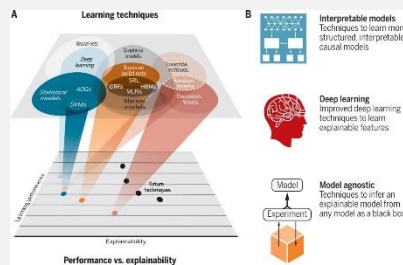 A
Learning techniques
Neural nets
Deep learning
Graphical models
Bayesian belief nets
Ensemble methods
Random forests
SRL
CRFs
HBNs
MLNs
AOGs
Statistical models
SVMs
Markov models
Decision trees
Learning performance
Future techniques
Explainability
Performance vs. explainability
B
Interpretable models
Techniques to learn more
structured, interpretable
causal models
Deep learning
Improved deep learning
techniques to learn
explainable features
Model
Experiment
Model agnostic
Techniques to infer an
explainable model from
any model as a black box